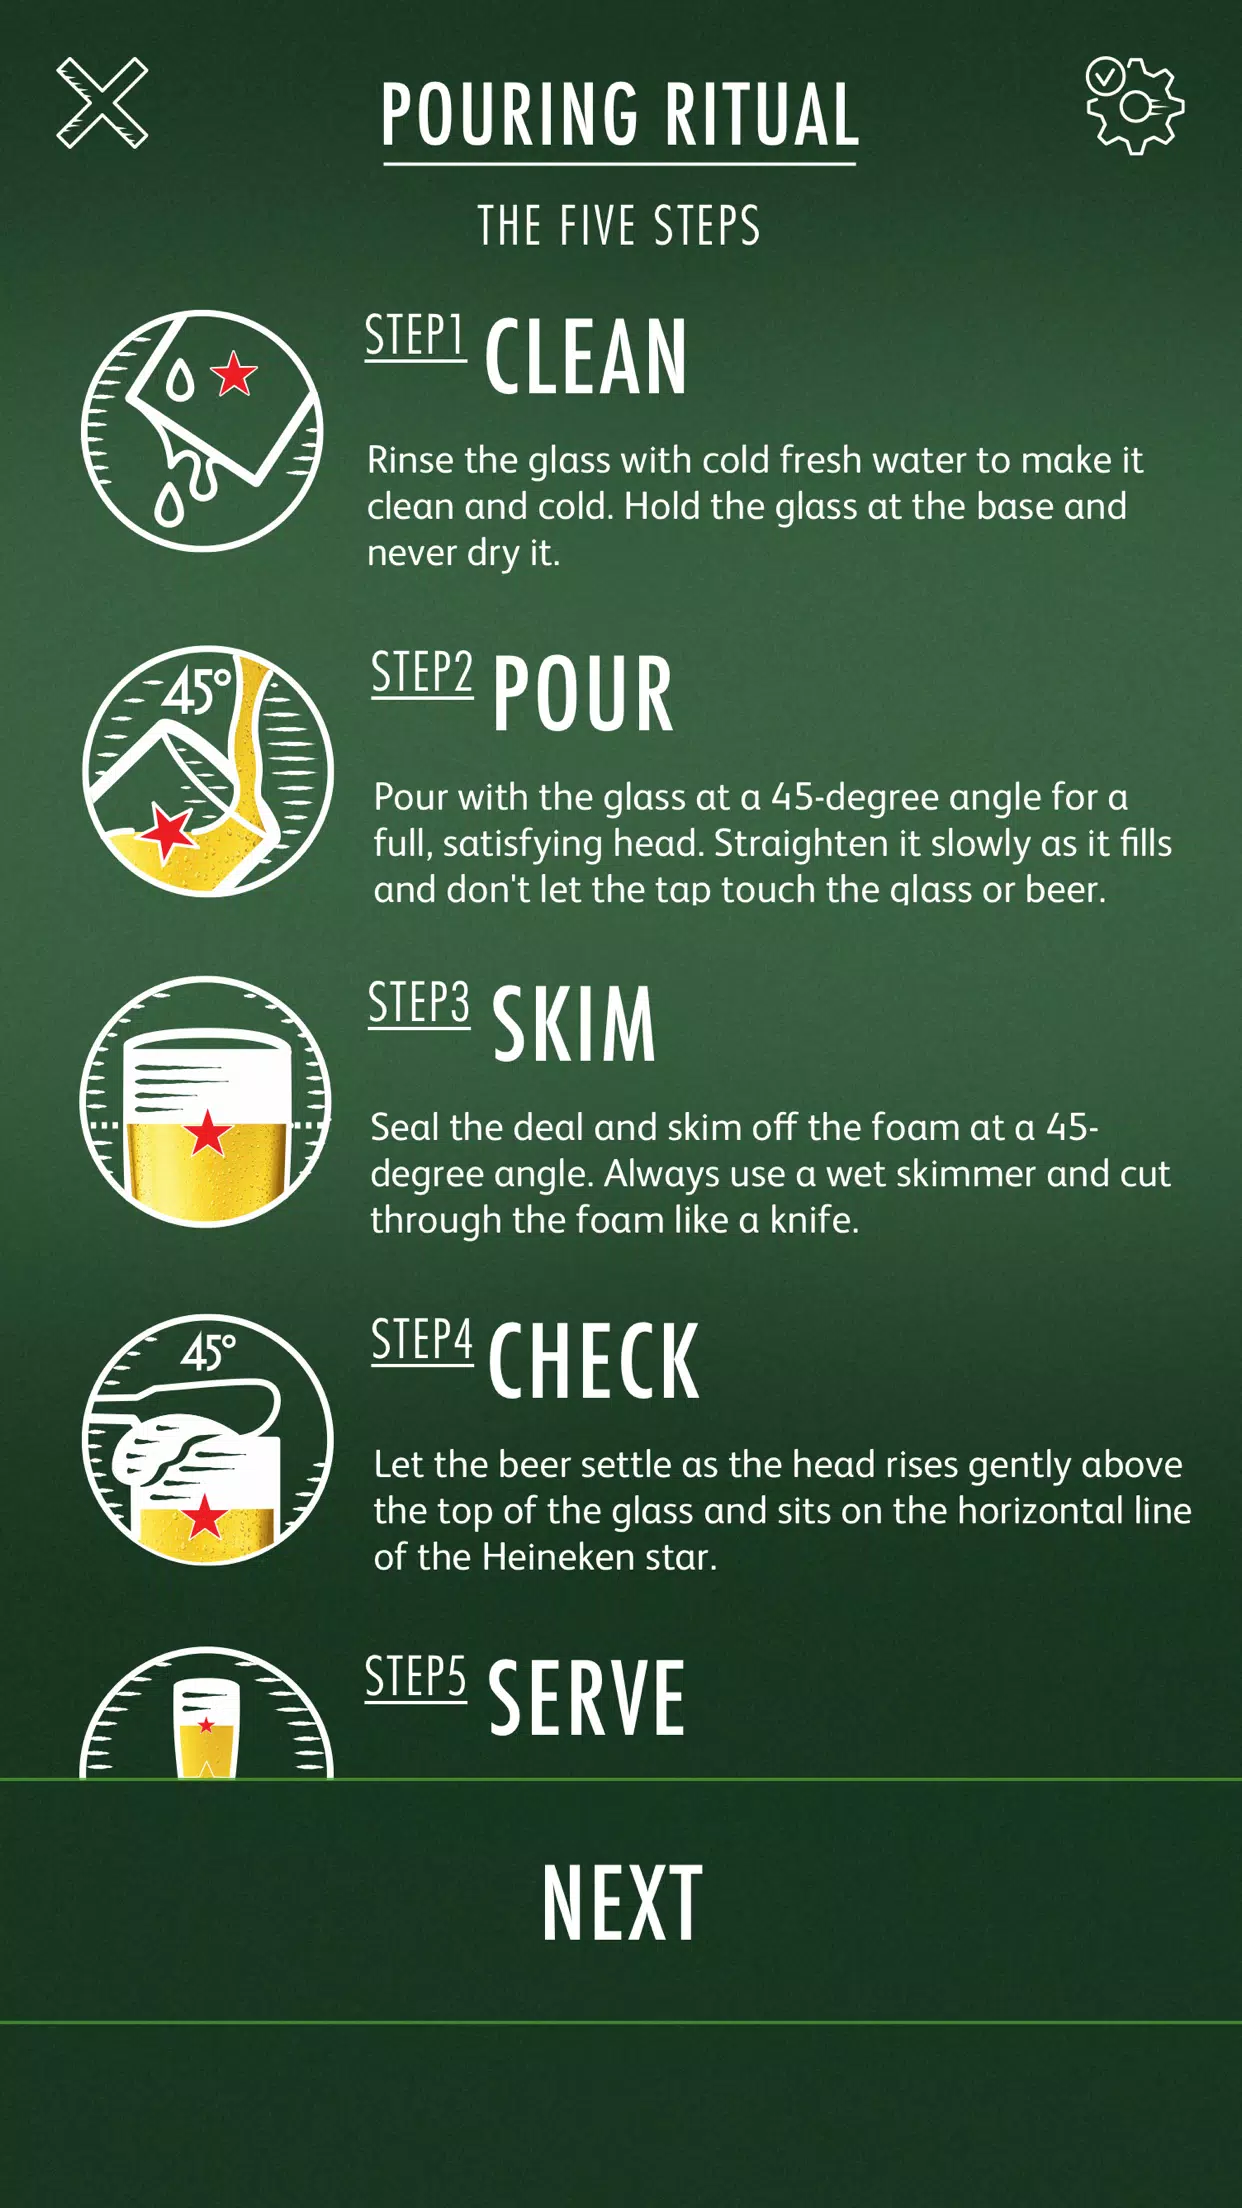 POURING RITUAL
THE FIVE STEPS
STEP1 CLEAN
Rinse the glass with cold fresh water to make it
clean and cold. Hold the glass at the base and
never dry it.
45°
STEP2 POUR
Pour with the glass at a 45-degree angle for a
full, satisfying head. Straighten it slowly as it fills
and don't let the tap touch the glass or beer.
STEP3 SKIM
Seal the deal and skim off the foam at a 45-
degree angle. Always use a wet skimmer and cut
through the foam like a knife.
45°
STEP4 CHECK
Let the beer settle as the head rises gently above
the top of the glass and sits on the horizontal line
of the Heineken star.
STEP5 SERVE
NEXT